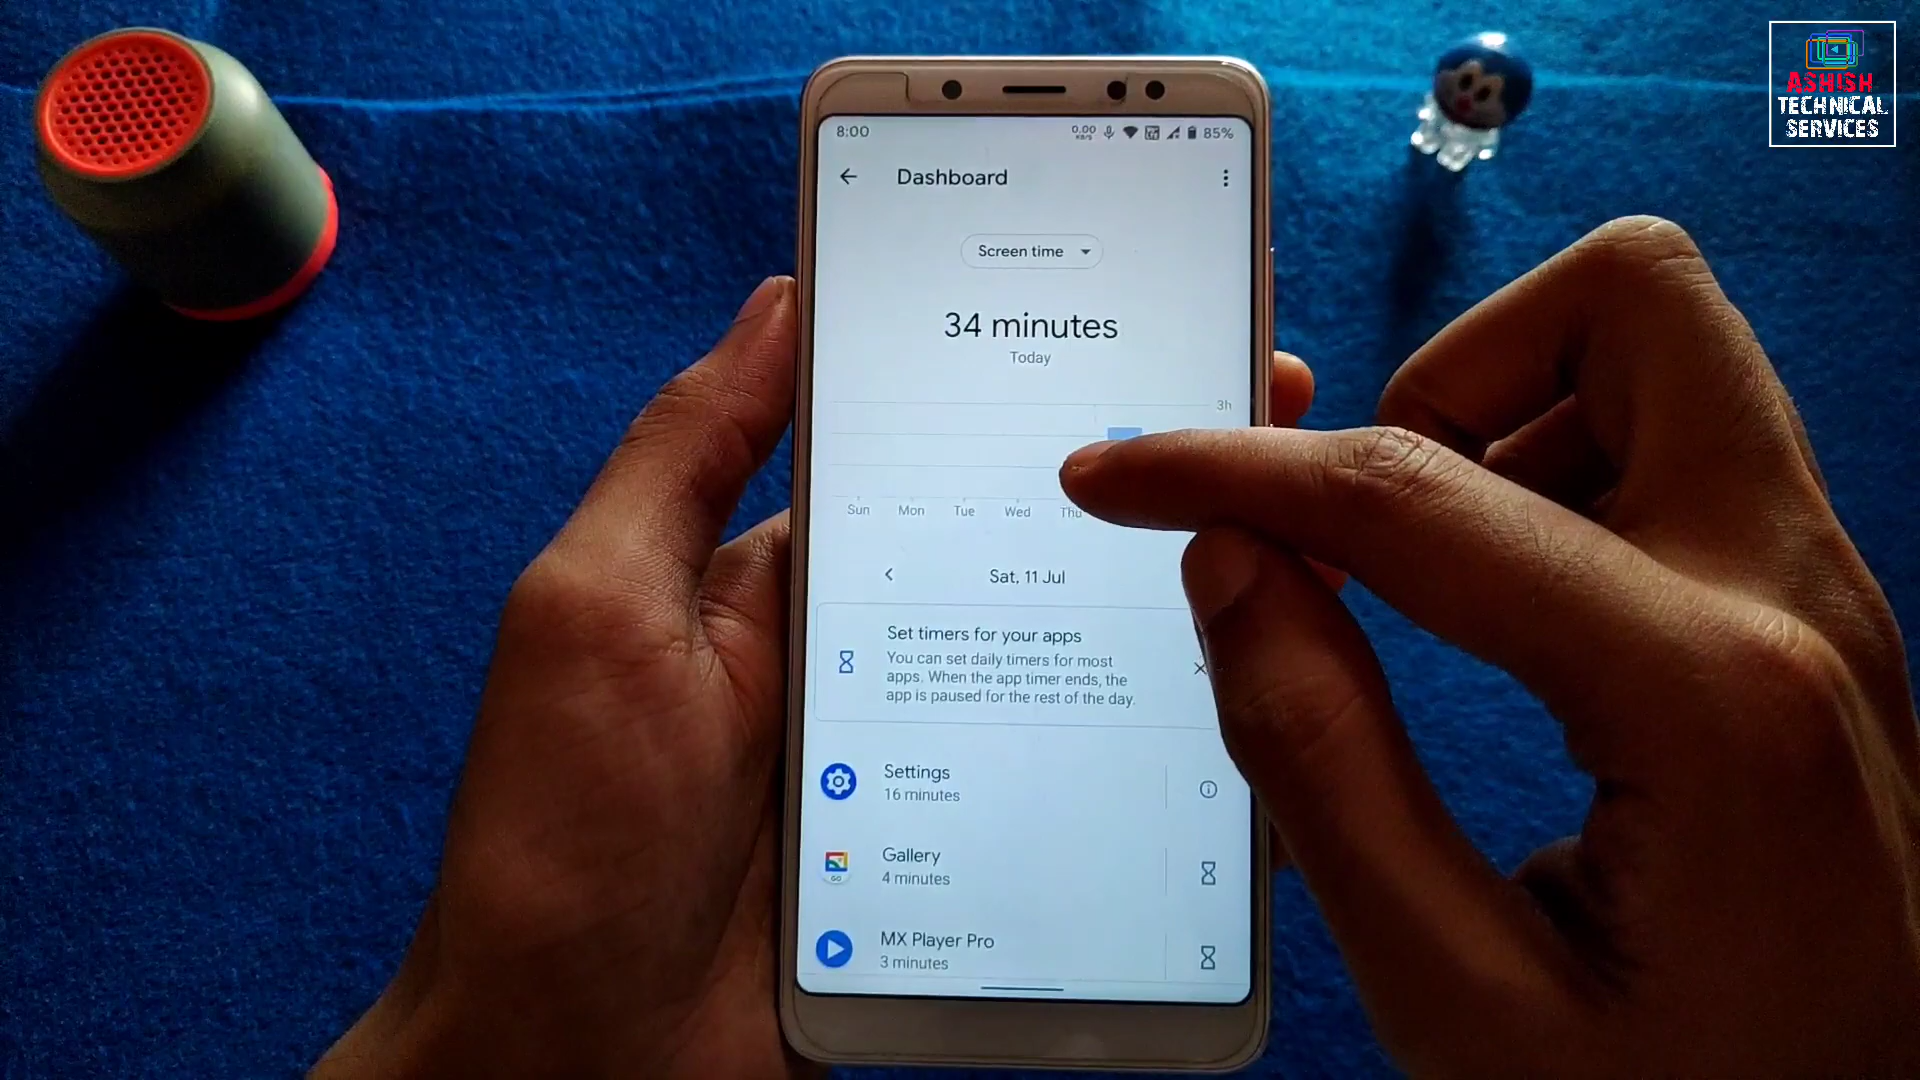 ASHISH
TECHNICAL
SERVICES
8:00
0.00
KB/S
85%
Dashboard
Screen time
34 minutes
Today
3h
Sun Mon Tue Wed Thu
Sat, 11 Jul
Set timers for your apps
You can set daily timers for most
apps. When the app timer ends, the
app is paused for the rest of the day.
Settings
16 minutes
Gallery
4 minutes
GO
MX Player Pro
3 minutes